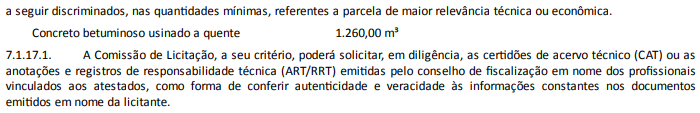 a seguir discriminados, nas quantidades mínimas, referentes a parcela de maior relevância técnica ou econômica.
Concreto betuminoso usinado a quente 1.260,00 m³
7.1.17.1. A Comissão de Licitação, a seu critério, poderá solicitar, em diligência, as certidões de acervo técnico (CAT) ou as
anotações e registros de responsabilidade técnica (ART/RRT) emitidas pelo conselho de fiscalização em nome dos profissionais
vinculados aos atestados, como forma de conferir autenticidade e veracidade às informações constantes nos documentos
emitidos em nome da licitante.